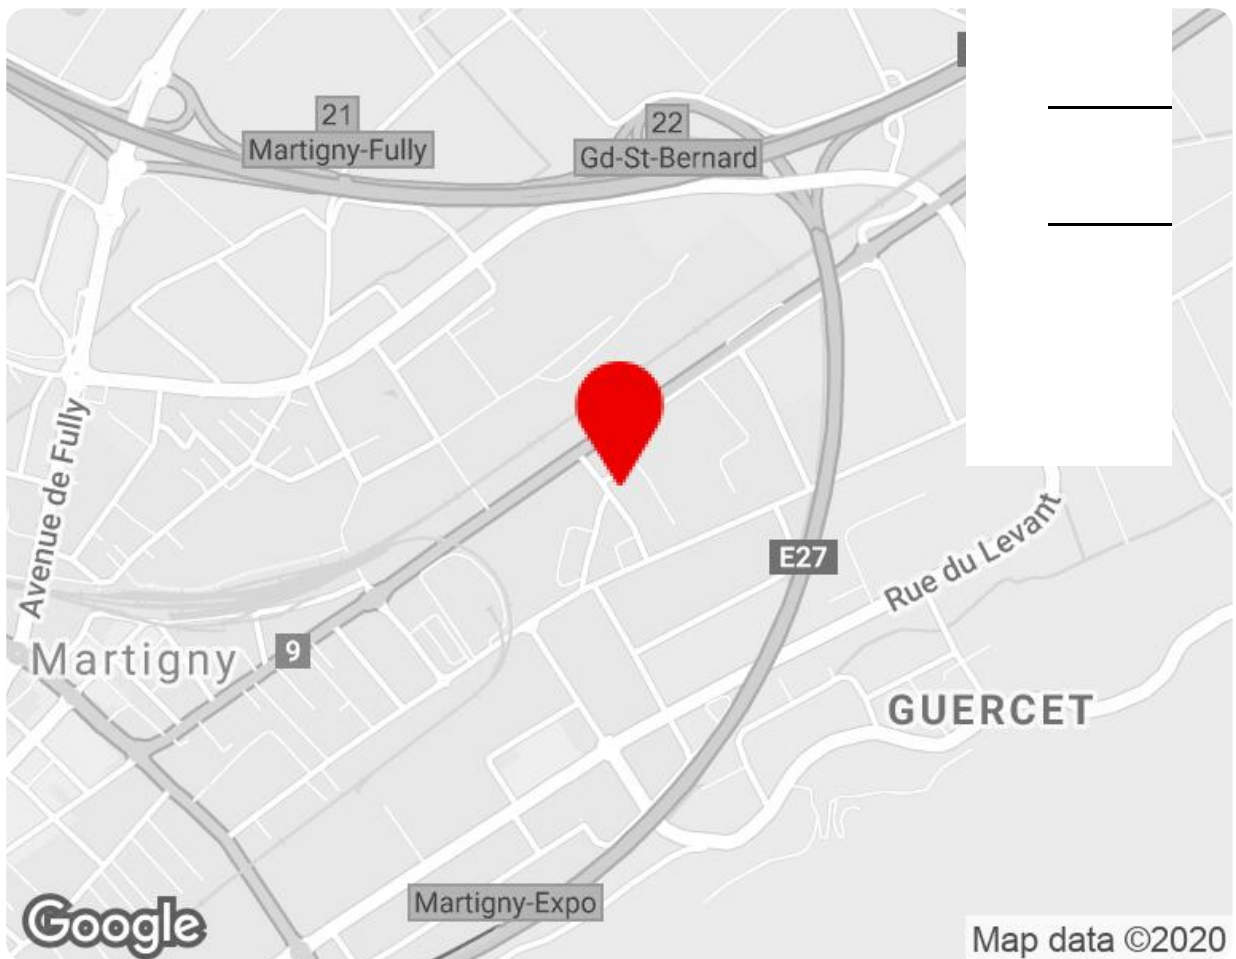 21
Martigny-Fully
22
Gd-St-Bernard
Avenue de Fully
E27
Rue du Levant
Martigny
9
GUERCET
Martigny-Expo
Google
Map data ©2020